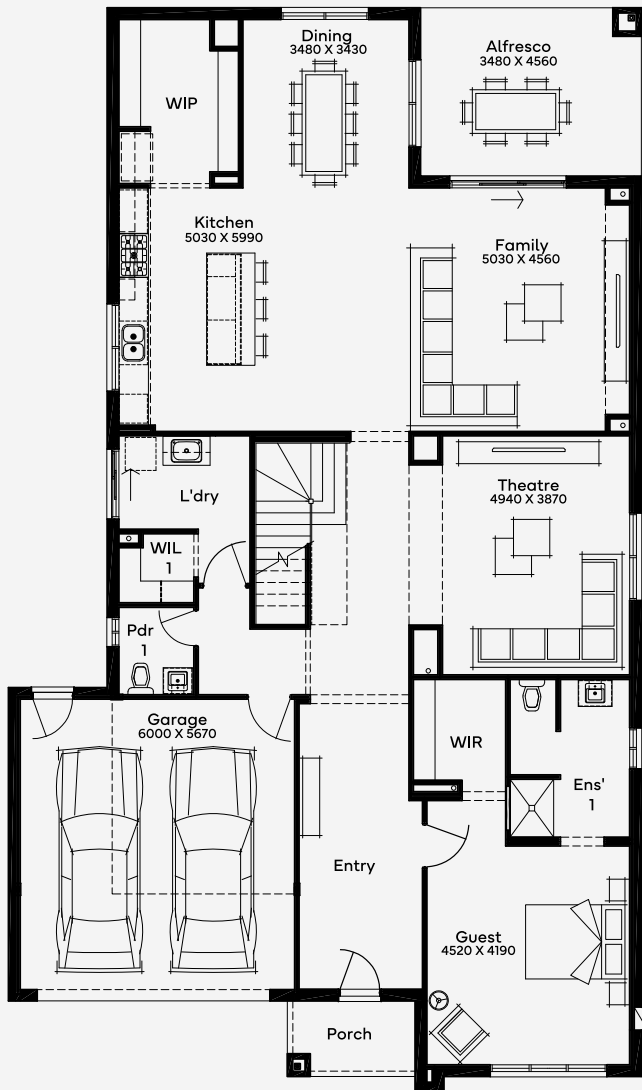 Dining
3480 X 3430
Alfresco
3480 X 4560
WIP
Kitchen
5030 X 5990
Family
5030 X 4560
L'dry
Theatre
4940 X 3870
WIL
1
Pdr
1
Garage
6000 X 5670
WIR
Ens'
1
Entry
Guest
4520 X 4190
Porch